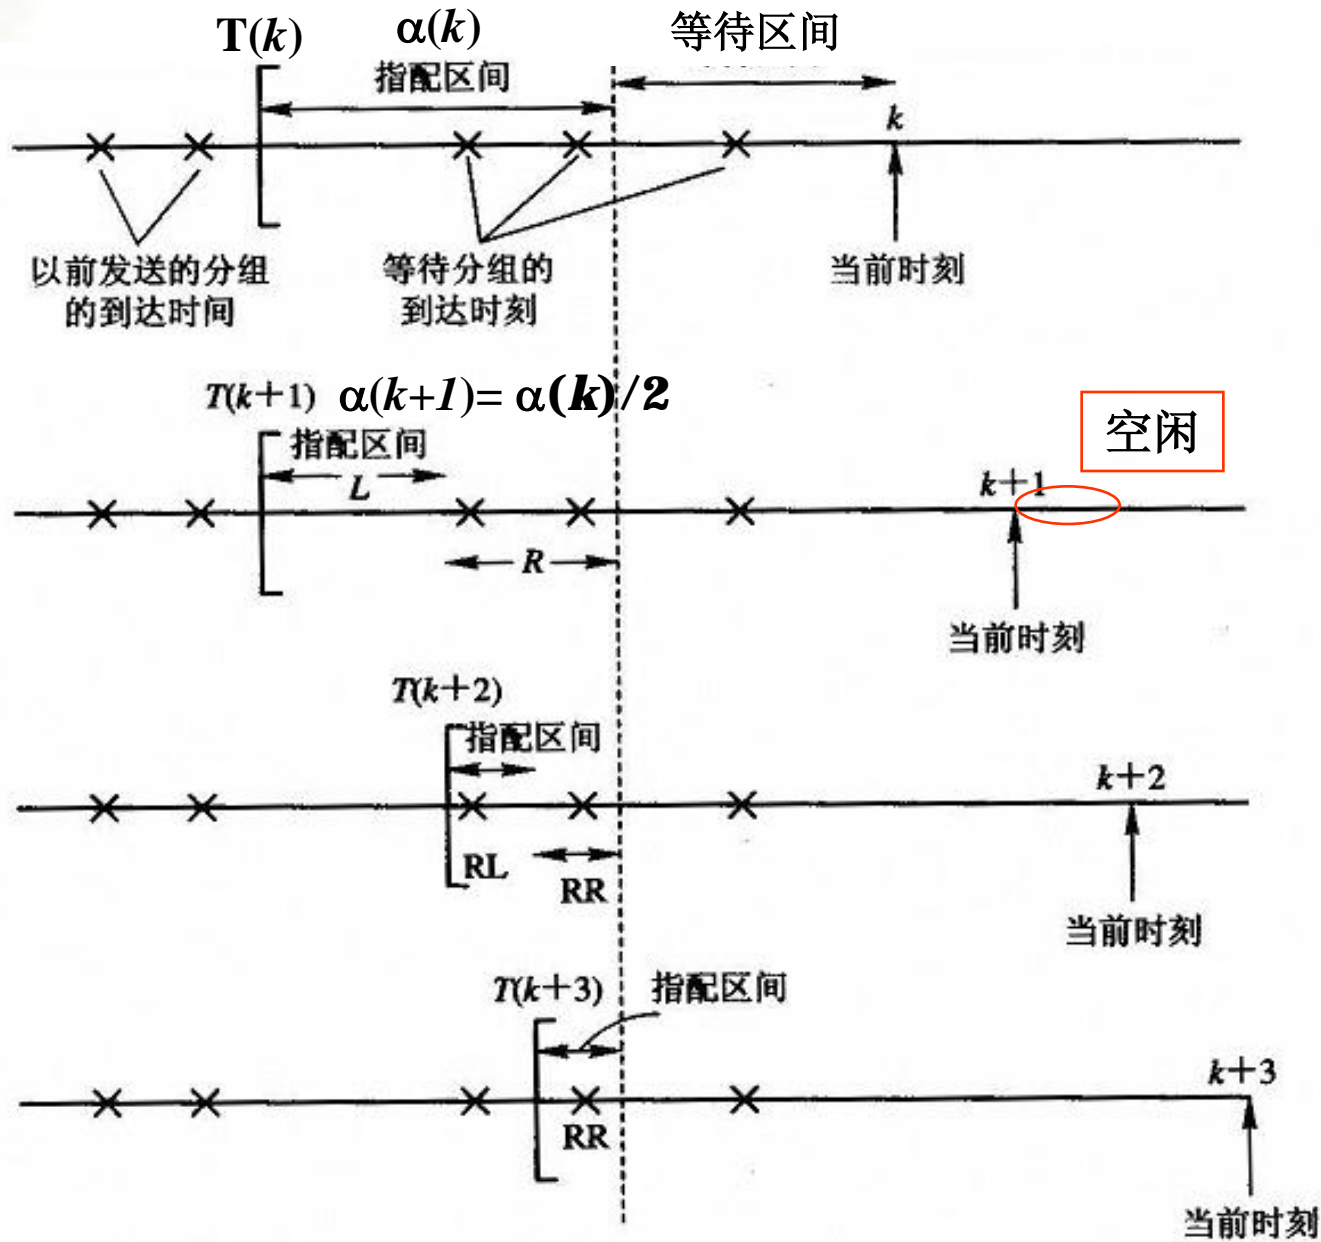 T(k) α(k) 等待区间
指配区间
k
以前发送的分组
的到达时间
等待分组的
到达时刻
当前时刻
T(k+1) α(k+1)= α(k)/2
空闲
指配区间
L
k+1
R
当前时刻
T(k+2)
指配区间
k+2
RL
RR
当前时刻
T(k+3) 指配区间
k+3
RR
当前时刻